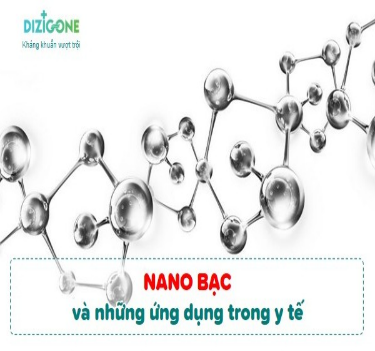 DIZIGONE
Kháng khuẩn vượt trội
NANO BẠC
và những ứng dụng trong y tế